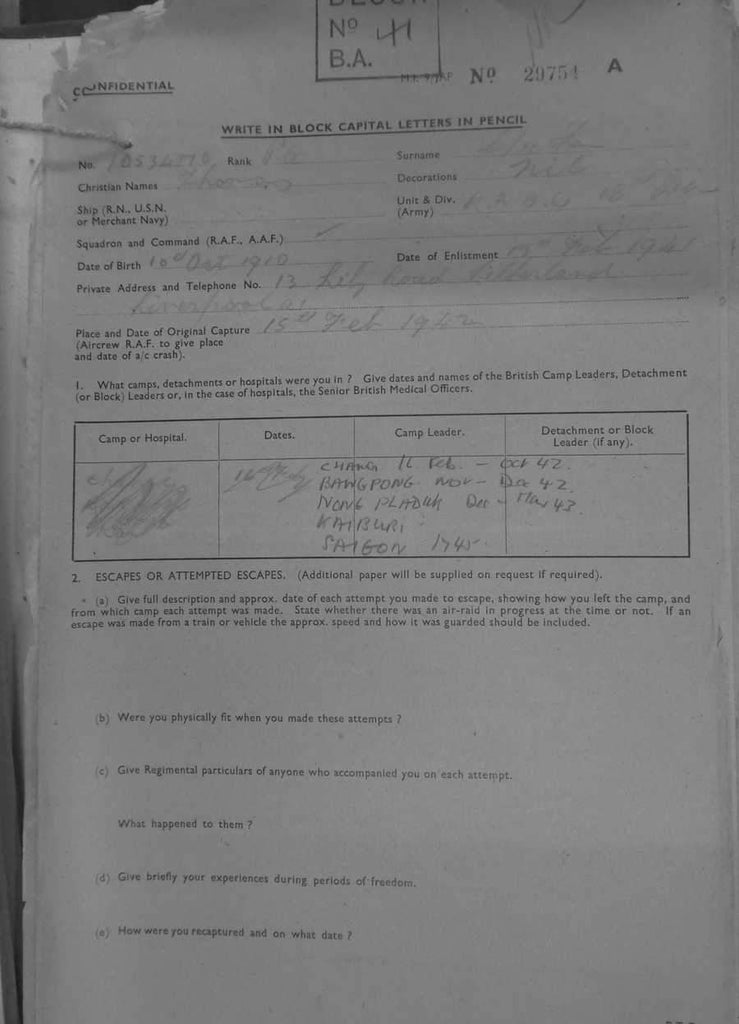 BLOCK
Nº 41
B.A.
Nº 29754 A
CONFIDENTIAL
WRITE IN BLOCK CAPITAL LETTERS IN PENCIL
No. Rank Surname
Christian Names Thomas Decorations Nil
Ship (R.N., U.S.N. or Merchant Navy) Unit & Div. (Army)
Squadron and Command (R.A.F., A.A.F.)
Date of Birth 10th Oct 1910 Date of Enlistment Feb 1941
Private Address and Telephone No. 13 Lily Road Litherland
Liverpool 21
Place and Date of Original Capture 15th Feb 1942
(Aircrew R.A.F. to give place
and date of a/c crash).
1. What camps, detachments or hospitals were you in ? Give dates and names of the British Camp Leaders, Detachment
(or Block) Leaders or, in the case of hospitals, the Senior British Medical Officers.
Camp or Hospital. Dates. Camp Leader. Detachment or Block
Leader (if any).
CHANGI 16 Feb. - Oct 42.
BANGPONG NOV - Dec 42.
NONG PLADUK Dec - Mar 43.
KAIBURI
SAIGON 1945.
2. ESCAPES OR ATTEMPTED ESCAPES. (Additional paper will be supplied on request if required).
(a) Give full description and approx. date of each attempt you made to escape, showing how you left the camp, and
from which camp each attempt was made. State whether there was an air-raid in progress at the time or not. If an
escape was made from a train or vehicle the approx. speed and how it was guarded should be included.
(b) Were you physically fit when you made these attempts ?
(c) Give Regimental particulars of anyone who accompanied you on each attempt.
What happened to them ?
(d) Give briefly your experiences during periods of freedom.
(e) How were you recaptured and on what date ?